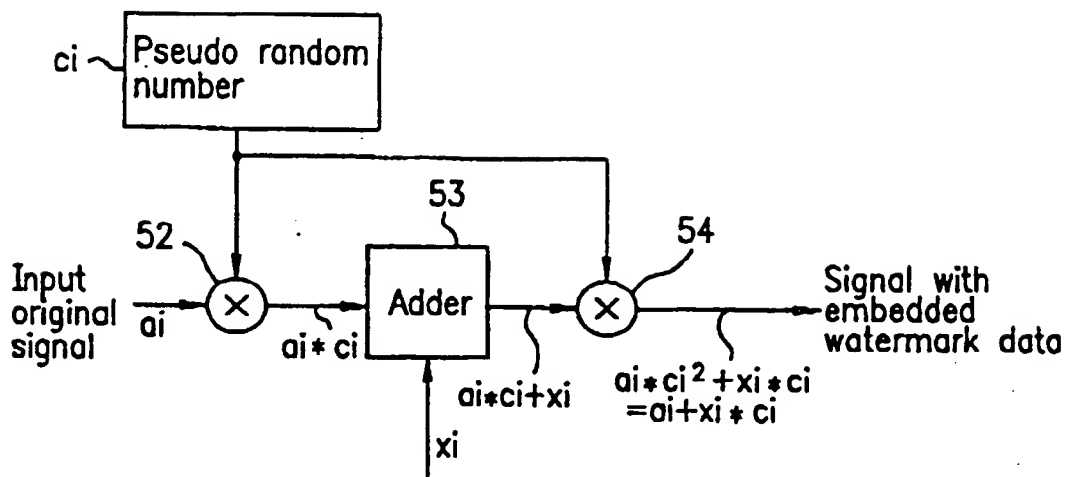 ci
Pseudo random
number
52
53
54
Input
original
signal
ai
×
ai* ci
Adder
ai*ci+xi
×
ai*ci²+xi*ci
=ai+xi*ci
Signal with
embedded
watermark data
xi